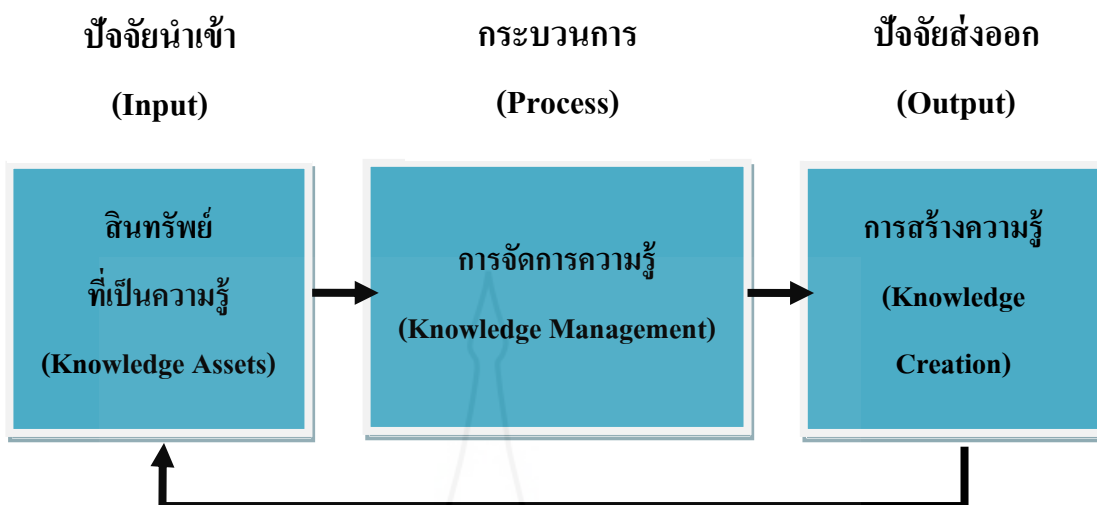 ปัจจัยนำเข้า
(Input)
กระบวนการ
(Process)
ปัจจัยส่งออก
(Output)
สินทรัพย์
ที่เป็นความรู้
(Knowledge Assets)
การจัดการความรู้
(Knowledge Management)
การสร้างความรู้
(Knowledge
Creation)